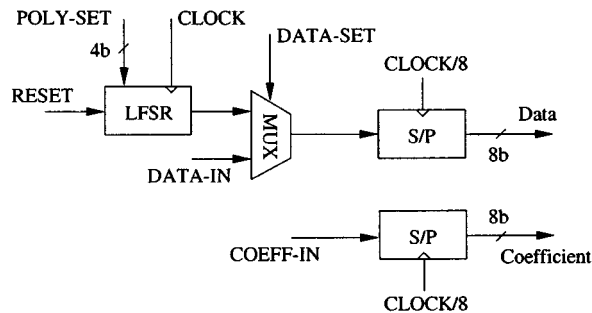 POLY-SET
CLOCK
4b
DATA-SET
CLOCK/8
RESET
LFSR
MUX
S/P
Data
8b
DATA-IN
8b
S/P
COEFF-IN
Coefficient
CLOCK/8